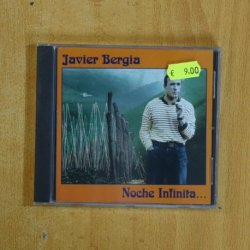 Javier Bergia
€ 9.00
Noche Infinita...